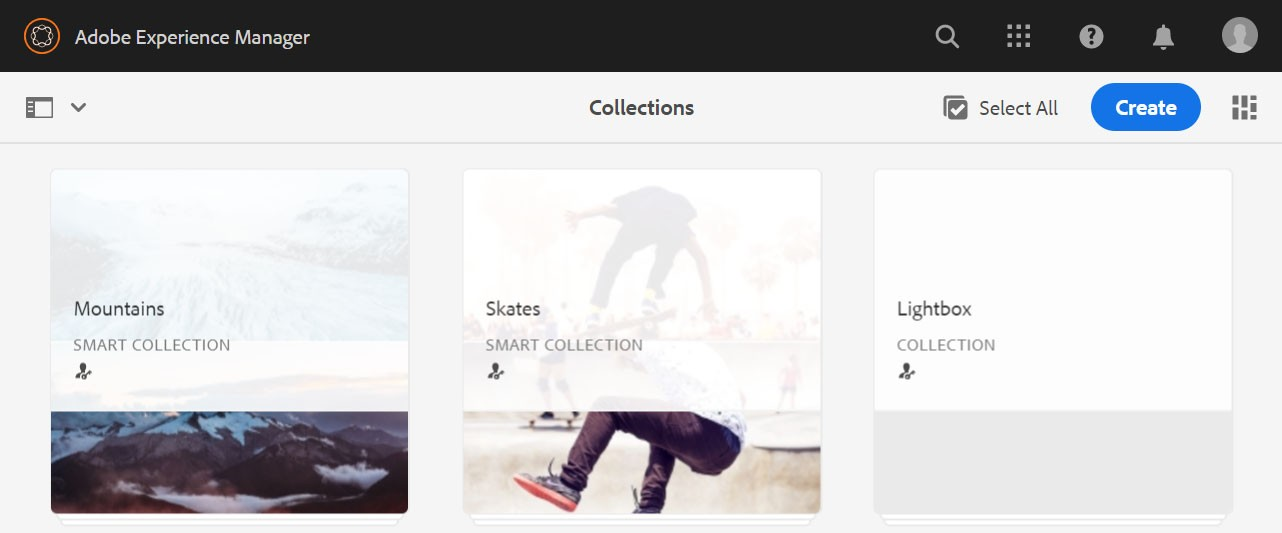 Adobe Experience Manager
Collections
Select All
Create
Mountains
SMART COLLECTION
Skates
SMART COLLECTION
Lightbox
COLLECTION